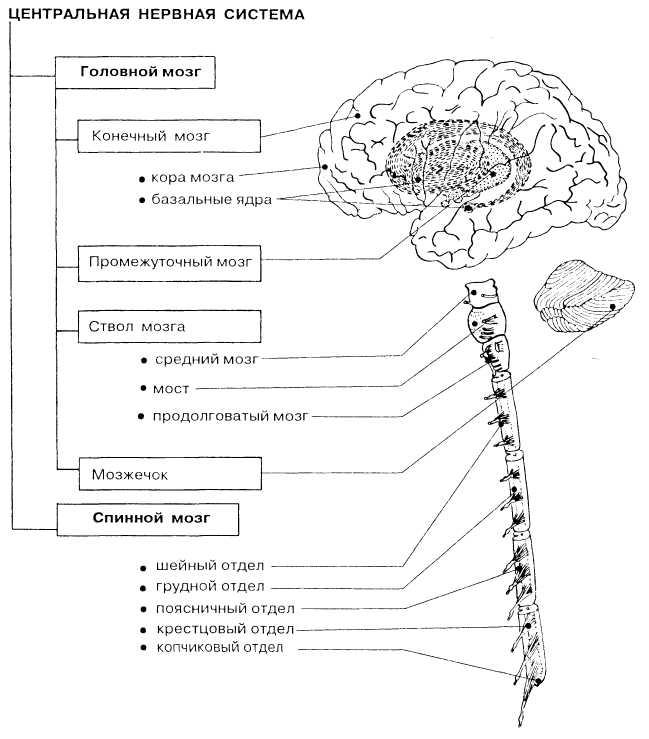 ЦЕНТРАЛЬНАЯ НЕРВНАЯ СИСТЕМА
Головной мозг
Конечный мозг
• кора мозга
• базальные ядра
Промежуточный мозг
Ствол мозга
• средний мозг
• мост
• продолговатый мозг
Мозжечок
Спинной мозг
• шейный отдел
• грудной отдел
• поясничный отдел
• крестцовый отдел
• копчиковый отдел